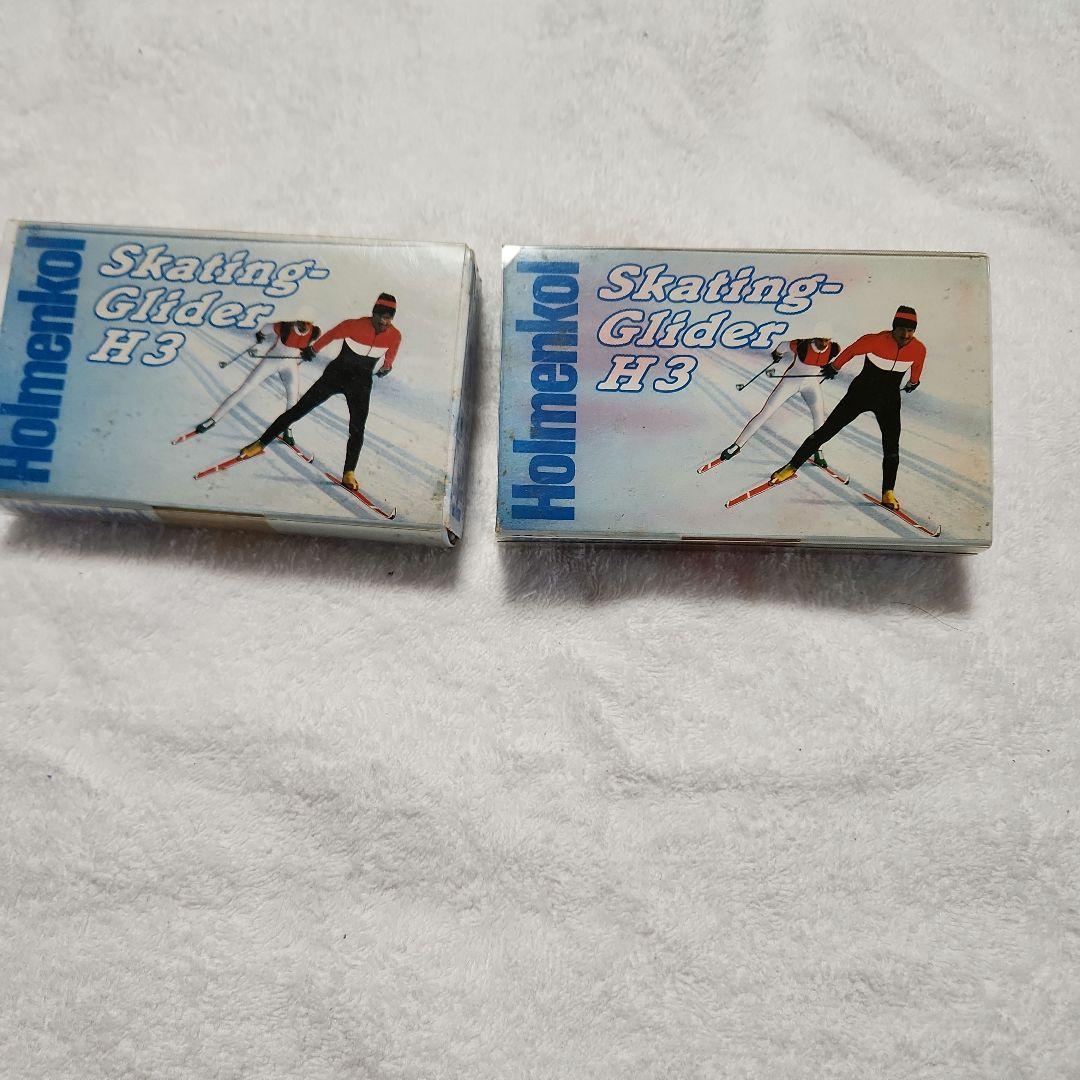 Holmenkol
Skating-
Glider
H3
Holmenkol
Skating-
Glider
H3